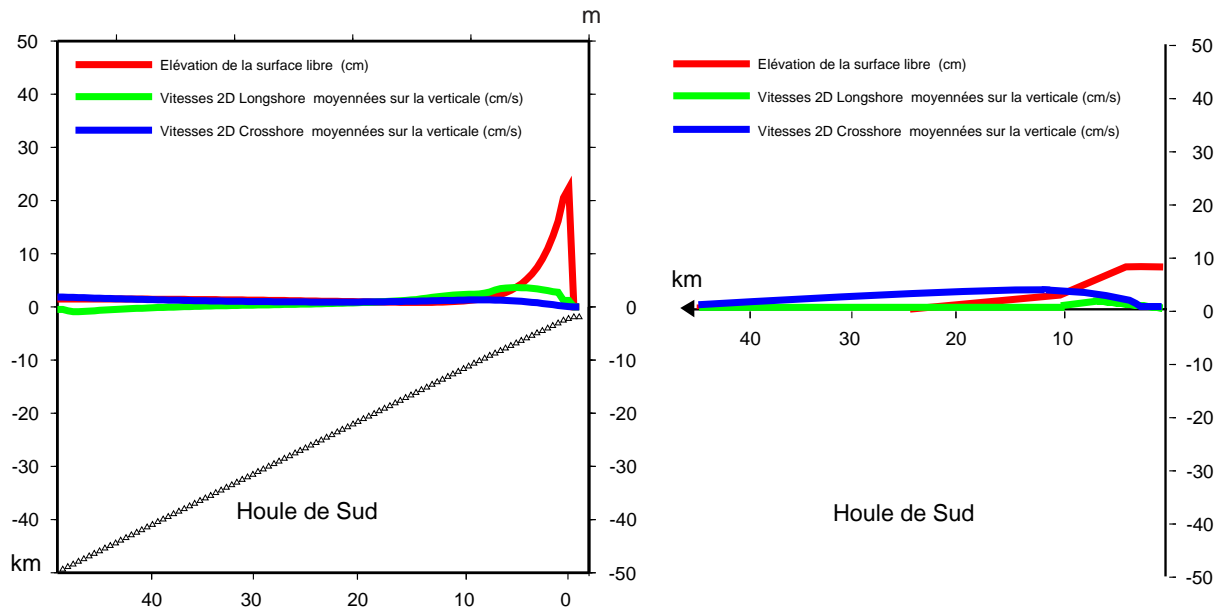 m
50
40
30
20
10
0
-10
-20
-30
-40
-50
km
Elévation de la surface libre (cm)
Vitesses 2D Longshore moyennées sur la verticale (cm/s)
Vitesses 2D Crosshore moyennées sur la verticale (cm/s)
Houle de Sud
40 30 20 10 0
Elévation de la surface libre (cm)
Vitesses 2D Longshore moyennées sur la verticale (cm/s)
Vitesses 2D Crosshore moyennées sur la verticale (cm/s)
km
40 30 20 10
Houle de Sud
50
40
30
20
10
0
-10
-20
-30
-40
-50